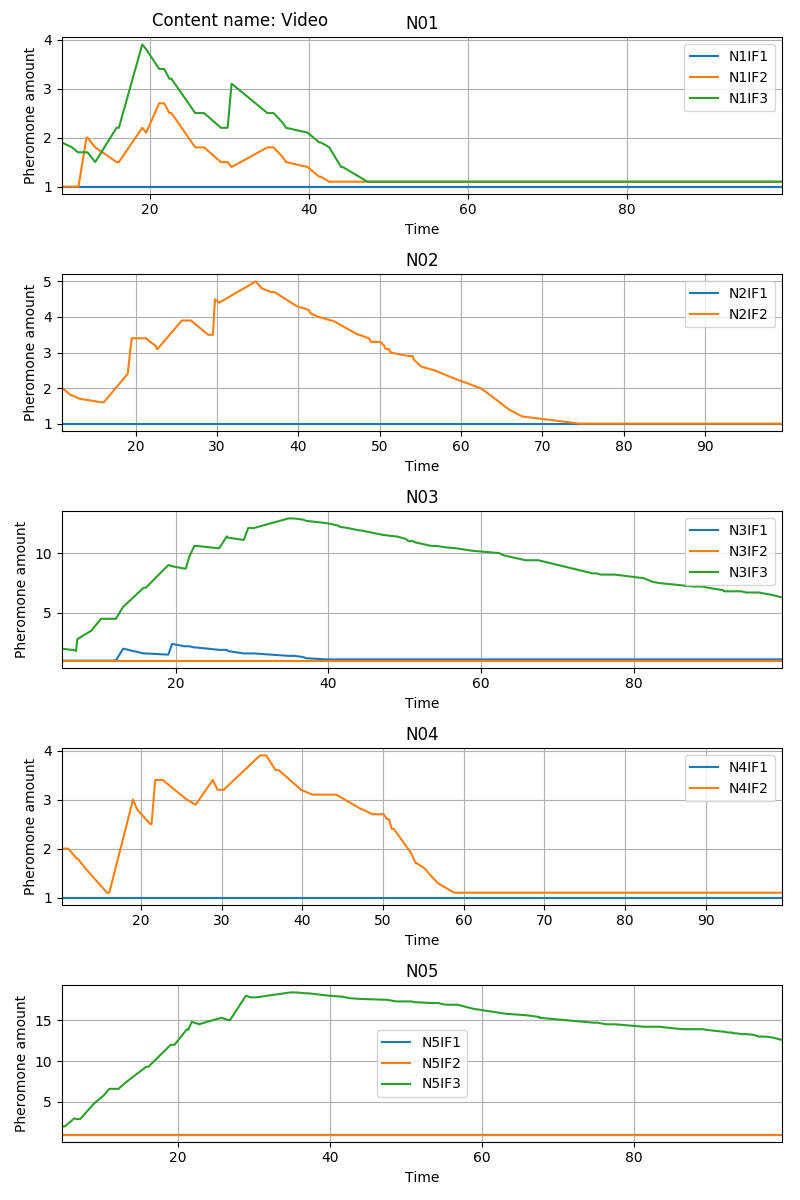 Content name: Video
N01
Pheromone amount
4
3
2
1
N1IF1
N1IF2
N1IF3
20
40
60
80
Time
N02
Pheromone amount
5
4
3
2
1
N2IF1
N2IF2
20
30
40
50
60
70
80
90
Time
N03
Pheromone amount
10
5
N3IF1
N3IF2
N3IF3
20
40
60
80
Time
N04
Pheromone amount
4
3
2
1
N4IF1
N4IF2
20
30
40
50
60
70
80
90
Time
N05
Pheromone amount
15
10
5
N5IF1
N5IF2
N5IF3
20
40
60
80
Time